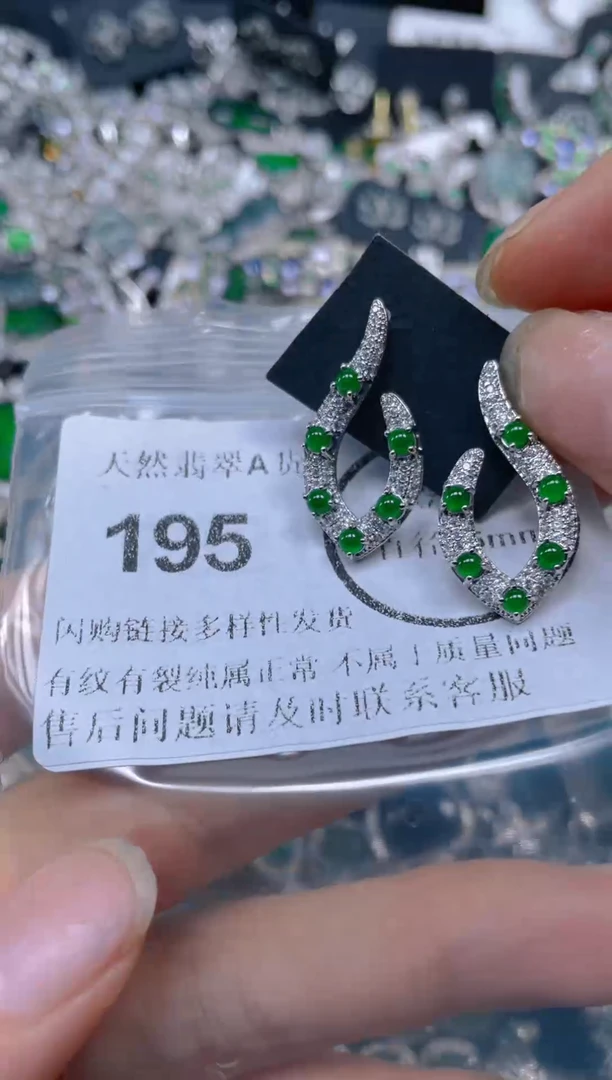 天然翡翠A货
195
mm
闪购链接多样性发货
有纹有裂纯属正常 不属于质量问题
售后问题请及时联系客服